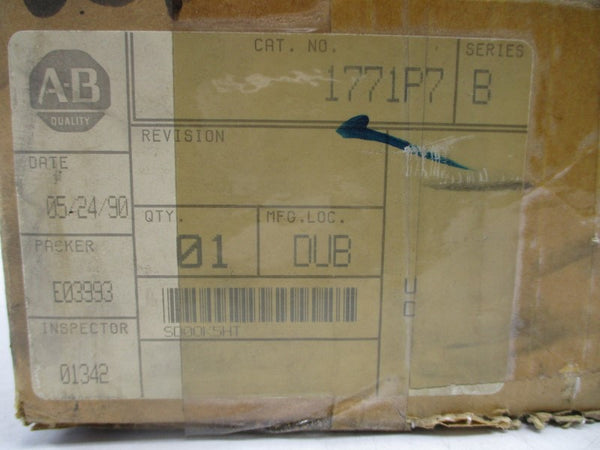 A-B
QUALITY
CAT. NO.
1771P7
SERIES
B
REVISION
DATE
05/24/90
QTY.
01
MFG.LOC.
DUB
PACKER
E03993
INSPECTOR
01342